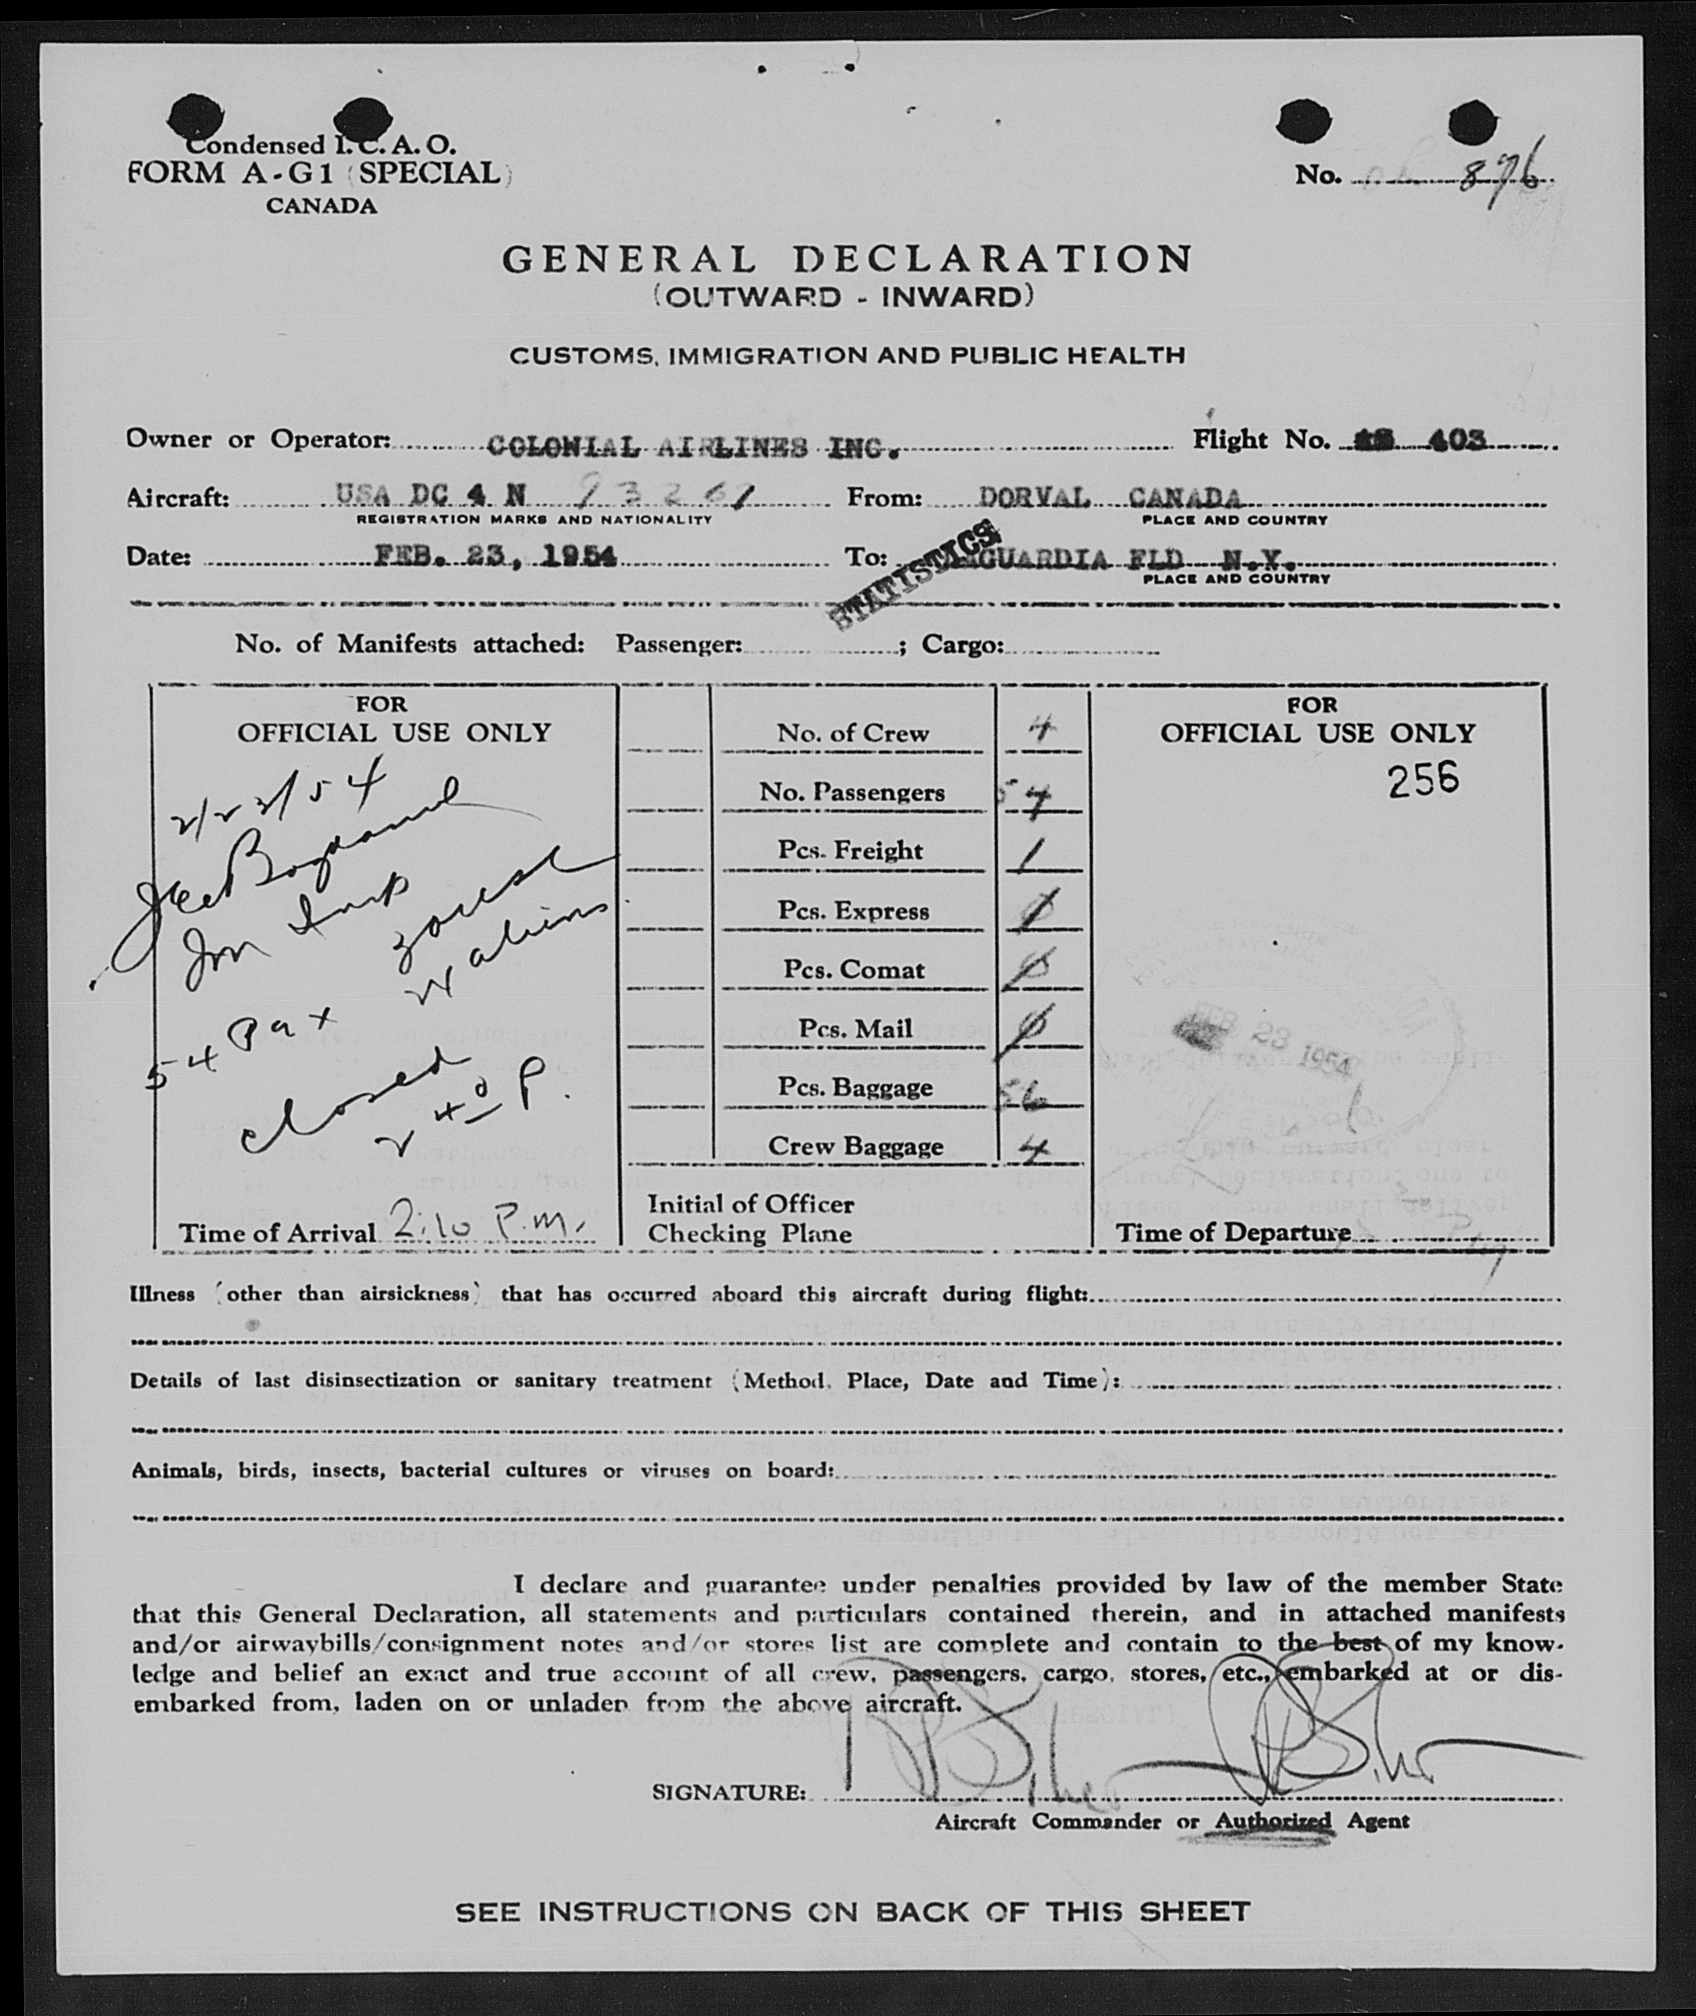 Condensed I. C. A. O.
FORM A-G1 (SPECIAL)
CANADA
No. 876
GENERAL DECLARATION
(OUTWARD - INWARD)
CUSTOMS, IMMIGRATION AND PUBLIC HEALTH
Owner or Operator: COLONIAL AIRLINES INC. Flight No. 403
Aircraft: USA DC 4 N 93267 From: DORVAL CANADA
REGISTRATION MARKS AND NATIONALITY PLACE AND COUNTRY
Date: FEB. 23, 1954 To: LAGUARDIA FLD N.Y.
PLACE AND COUNTRY
STATISTICS
No. of Manifests attached: Passenger: ; Cargo:
FOR
OFFICIAL USE ONLY
2/23/54
Imm Insp
54 Pax
closed
2 40 P.
Time of Arrival 2:10 P.m.
No. of Crew 4
No. Passengers 54
Pcs. Freight 1
Pcs. Express
Pcs. Comat
Pcs. Mail
Pcs. Baggage 56
Crew Baggage 4
Initial of Officer
Checking Plane
FOR
OFFICIAL USE ONLY
256
FEB 23 1954
Time of Departure
Illness (other than airsickness) that has occurred aboard this aircraft during flight:
Details of last disinsectization or sanitary treatment (Method, Place, Date and Time):
Animals, birds, insects, bacterial cultures or viruses on board:
I declare and guarantee under penalties provided by law of the member State
that this General Declaration, all statements and particulars contained therein, and in attached manifests
and/or airwaybills/consignment notes and/or stores list are complete and contain to the best of my know-
ledge and belief an exact and true account of all crew, passengers, cargo, stores, etc., embarked at or dis-
embarked from, laden on or unladen from the above aircraft.
SIGNATURE:
Aircraft Commander or Authorized Agent
SEE INSTRUCTIONS ON BACK OF THIS SHEET